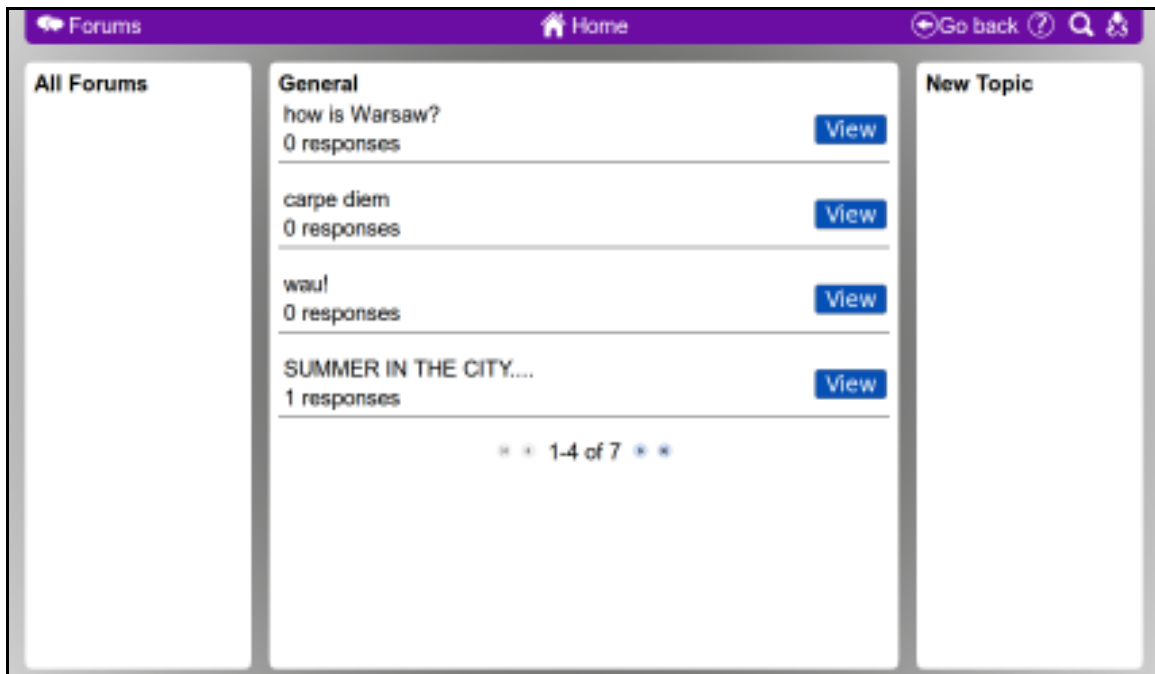 Forums
Home
Go back
All Forums
General
how is Warsaw?
0 responses
View
carpe diem
0 responses
View
wau!
0 responses
View
SUMMER IN THE CITY....
1 responses
View
1-4 of 7
New Topic